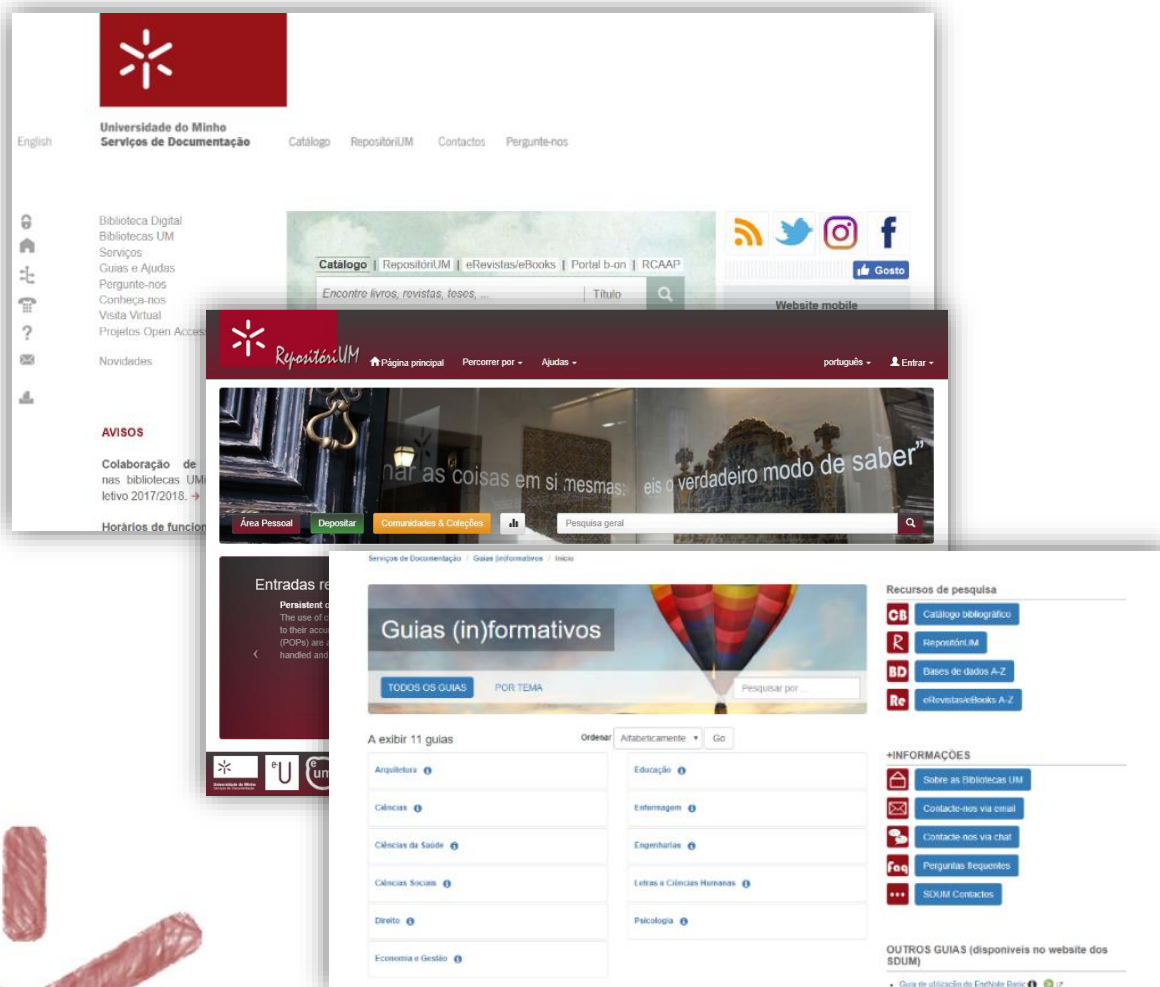 Universidade do Minho
Serviços de Documentação
English
Catálogo RepositóriUM Contactos Pergunte-nos
Biblioteca Digital
Bibliotecas UM
Serviços
Guias e Ajudas
Pergunte-nos
Conheça-nos
Visita Virtual
Projetos Open Access
Novidades
Catálogo | RepositóriUM | eRevistas/eBooks | Portal b-on | RCAAP
Encontre livros, revistas, teses, ... Título
Gosto
Website mobile
AVISOS
Colaboração de
nas bibliotecas UM
letivo 2017/2018.
Horários de funcion
RepositóriUM
Página principal Percorrer por Ajudas português Entrar
nar as coisas em si mesmas: eis o verdadeiro modo de saber"
Área Pessoal Depositar Comunidades & Coleções Pesquisa geral
Entradas re
Persistent o
The use of c
to their accu
(POPs) are a
handled and
e-U
e um
Serviços de Documentação / Guias (in)formativos / Início
Guias (in)formativos
TODOS OS GUIAS POR TEMA Pesquisar por ...
A exibir 11 guias Ordenar Alfabeticamente Go
Arquitetura Educação
Ciências Enfermagem
Ciências da Saúde Engenharias
Ciências Sociais Letras e Ciências Humanas
Direito Psicologia
Economia e Gestão
Recursos de pesquisa
CB Catálogo bibliográfico
R RepositóriUM
BD Bases de dados A-Z
Re eRevistas/eBooks A-Z
+INFORMAÇÕES
Sobre as Bibliotecas UM
Contacte-nos via email
Contacte-nos via chat
Faq Perguntas frequentes
SDUM Contactos
OUTROS GUIAS (disponíveis no website dos
SDUM)
Guia de utilização do EndNote Basic